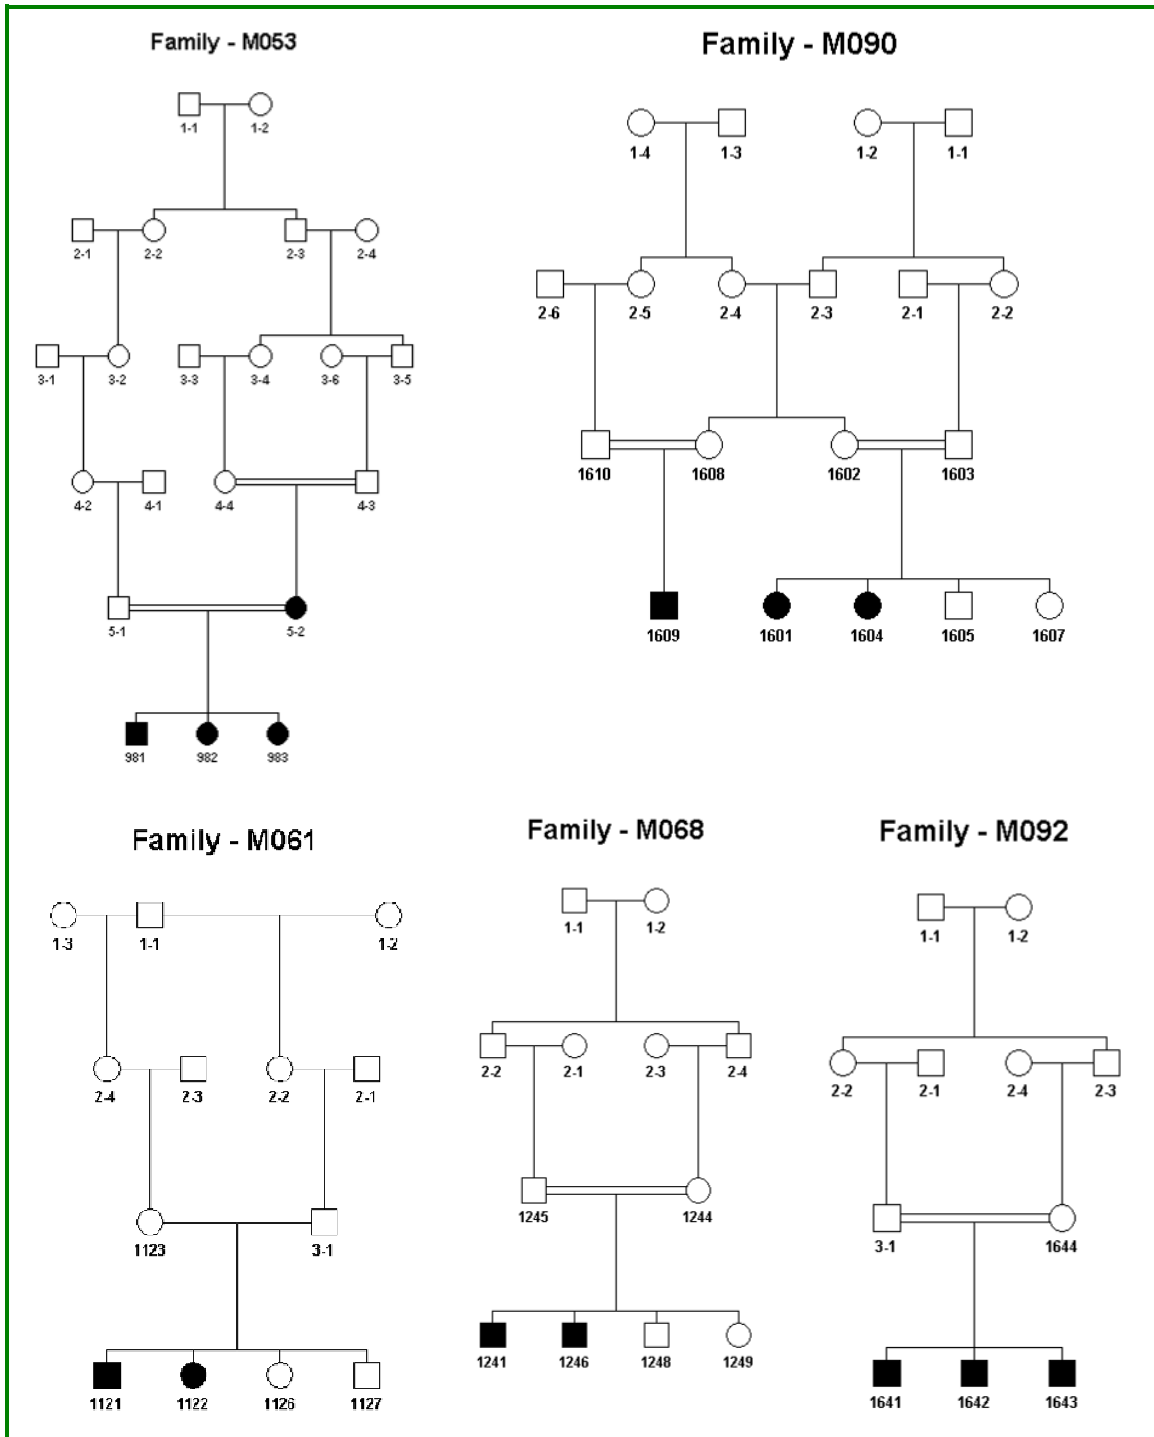 Family - M053
1-1 1-2
2-1 2-2 2-3 2-4
3-1 3-2 3-3 3-4 3-6 3-5
4-2 4-1 4-4 4-3
5-1 5-2
981 982 983
Family - M090
1-4 1-3 1-2 1-1
2-6 2-5 2-4 2-3 2-1 2-2
1610 1608 1602 1603
1609 1601 1604 1605 1607
Family - M061
1-3 1-1 1-2
2-4 2-3 2-2 2-1
1123 3-1
1121 1122 1126 1127
Family - M068
1-1 1-2
2-2 2-1 2-3 2-4
1245 1244
1241 1246 1248 1249
Family - M092
1-1 1-2
2-2 2-1 2-4 2-3
3-1 1644
1641 1642 1643